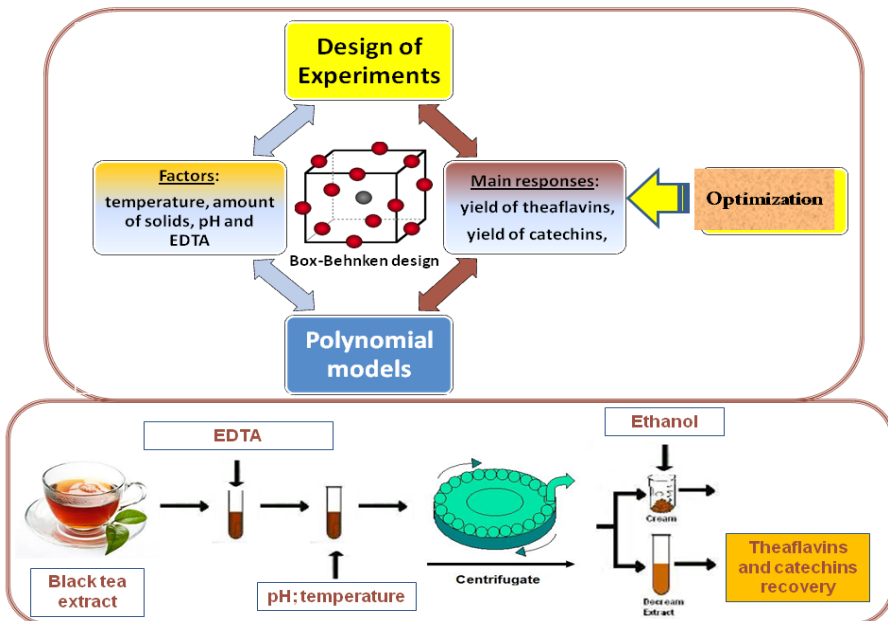 Design of
Experiments
Factors:
temperature, amount
of solids, pH and
EDTA
Box-Behnken design
Main responses:
yield of theaflavins,
yield of catechins,
Optimization
Polynomial
models
EDTA
Ethanol
Black tea
extract
pH; temperature
Centrifugate
Cream
Decream
Extract
Theaflavins
and catechins
recovery